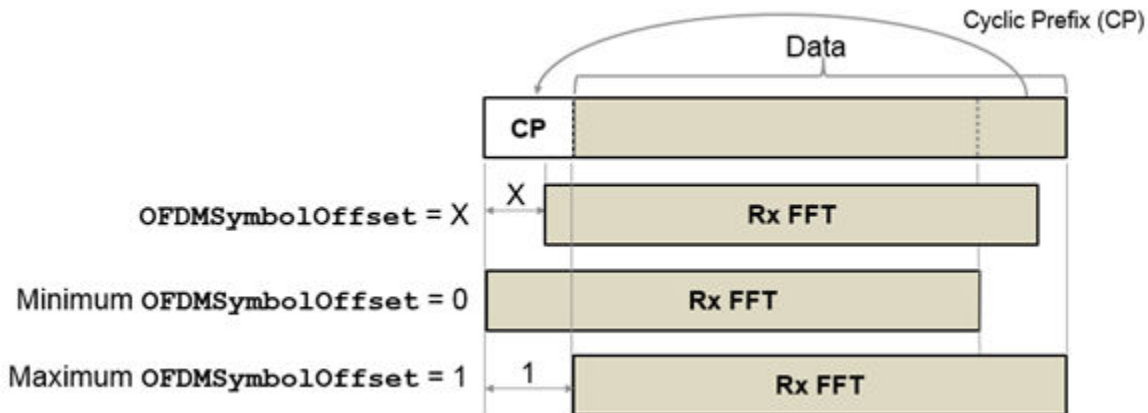 Cyclic Prefix (CP)
Data
CP
X
OFDMSymbolOffset = X
Rx FFT
Minimum OFDMSymbolOffset = 0
Rx FFT
Maximum OFDMSymbolOffset = 1
1
Rx FFT